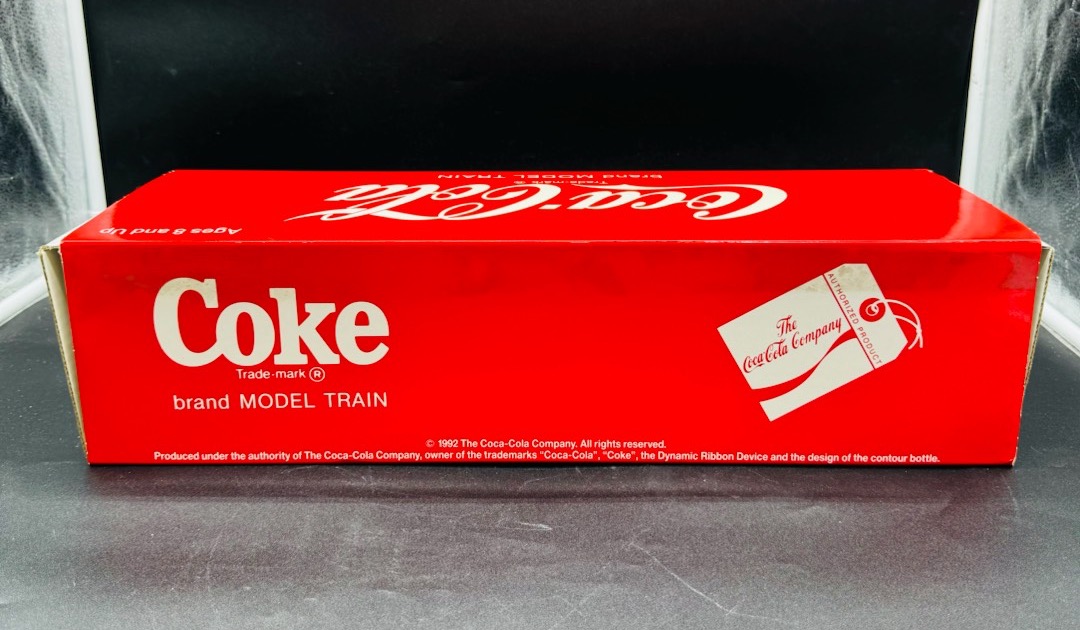 brand MODEL TRAIN
Trade-mark ®
Coca-Cola
Ages 8 and Up
Coke
Trade-mark ®
brand MODEL TRAIN
AUTHORIZED PRODUCT
The
Coca-Cola Company
© 1992 The Coca-Cola Company. All rights reserved.
Produced under the authority of The Coca-Cola Company, owner of the trademarks "Coca-Cola", "Coke", the Dynamic Ribbon Device and the design of the contour bottle.